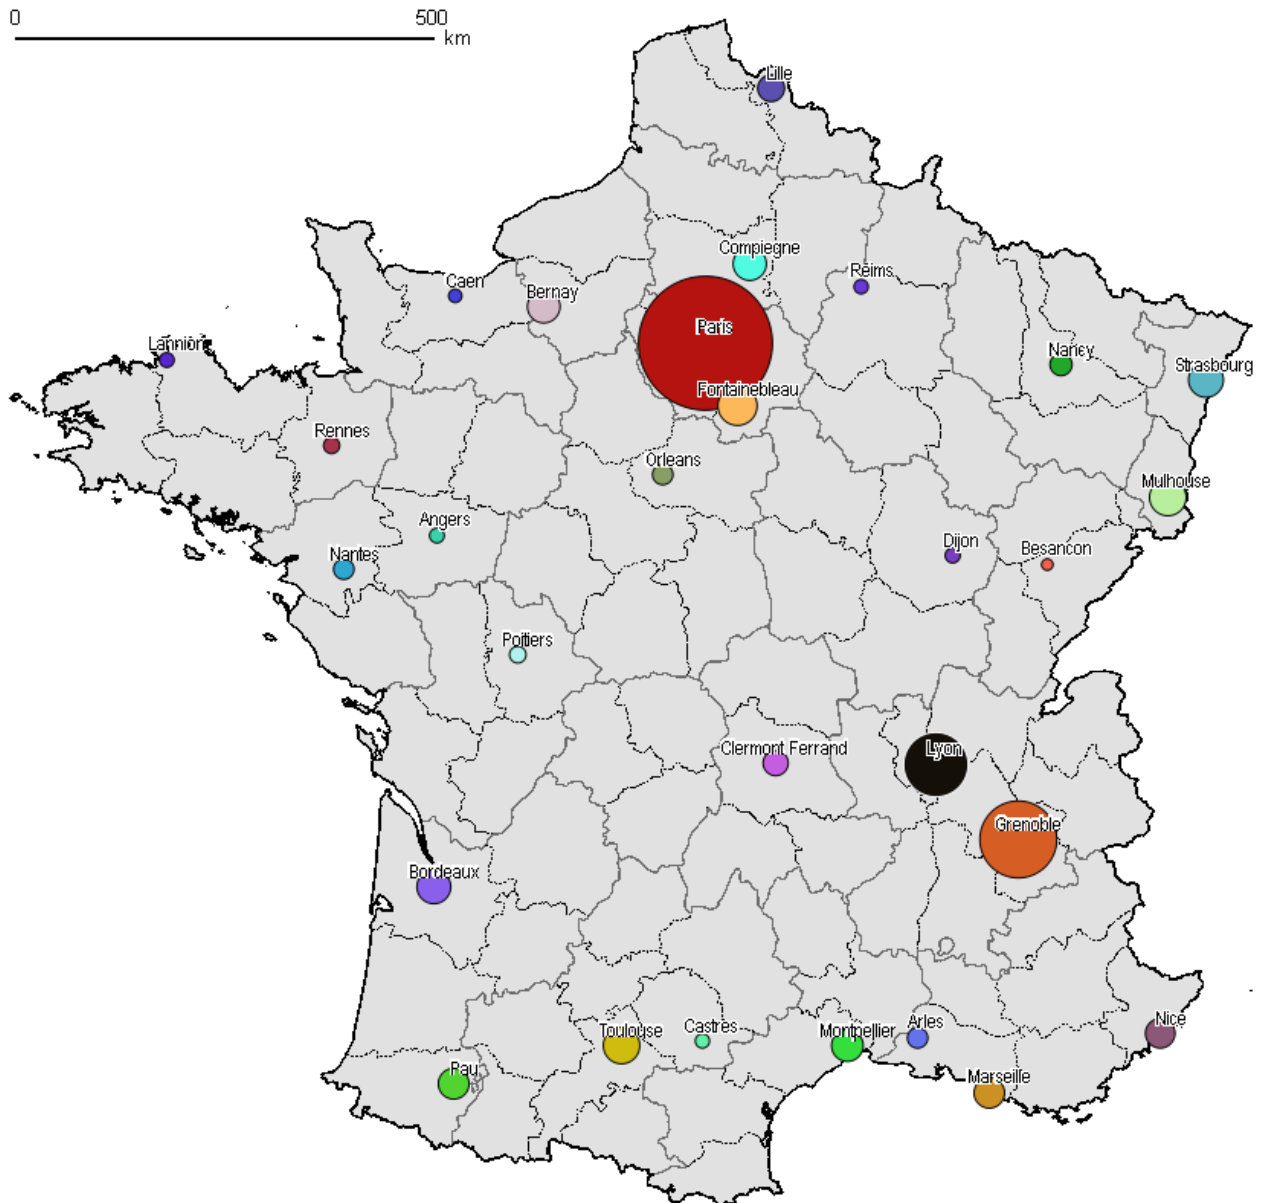 0 500
km
Lille
Compiegne
Reims
Caen
Bernay
Paris
Lannion
Nancy
Strasbourg
Fontainebleau
Rennes
Orleans
Mulhouse
Angers
Nantes
Dijon
Besancon
Poitiers
Clermont Ferrand
Lyon
Grenoble
Bordeaux
Toulouse
Castres
Montpellier
Arles
Nice
Pau
Marseille